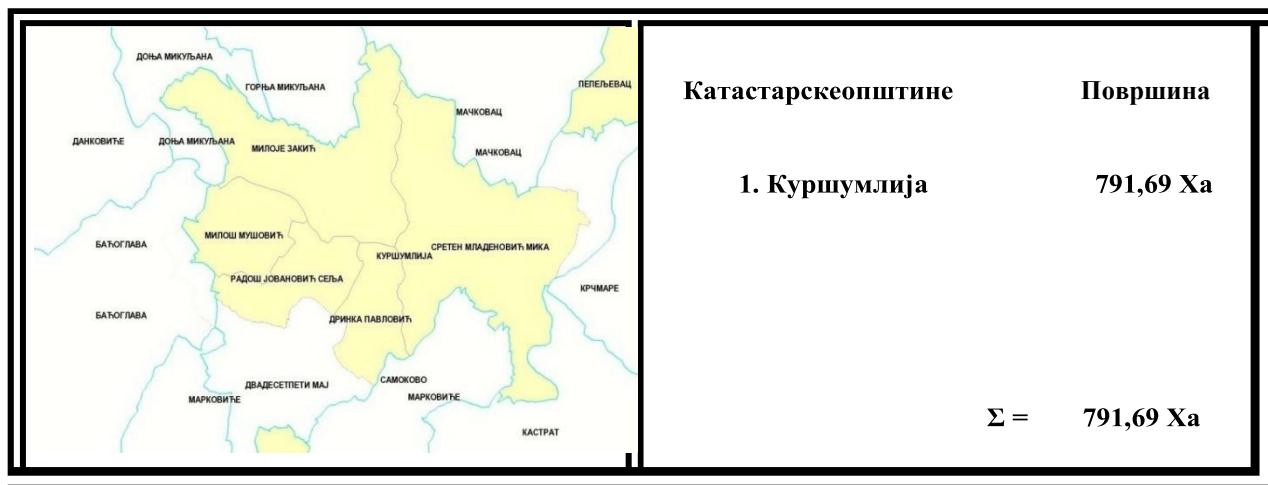 ДОЊА МИКУЉАНА
ГОРЊА МИКУЉАНА
ПЕПЕЉЕВАЦ
МАЧКОВАЦ
ДАНКОВИЋЕ
ДОЊА МИКУЉАНА
МИЛОЈЕ ЗАКИЋ
МАЧКОВАЦ
МИЛОШ МУШОВИЋ
БАЋОГЛАВА
СРЕТЕН МЛАДЕНОВИЋ МИКА
КУРШУМЛИЈА
РАДОШ ЈОВАНОВИЋ СЕЉА
КРЧМАРЕ
БАЋОГЛАВА
ДРИНКА ПАВЛОВИЋ
ДВАДЕСЕТПЕТИ МАЈ
САМОКОВО
МАРКОВИЋЕ
МАРКОВИЋЕ
КАСТРАТ
Катастарскеопштине Површина
1. Куршумлија 791,69 Ха
Σ = 791,69 Ха